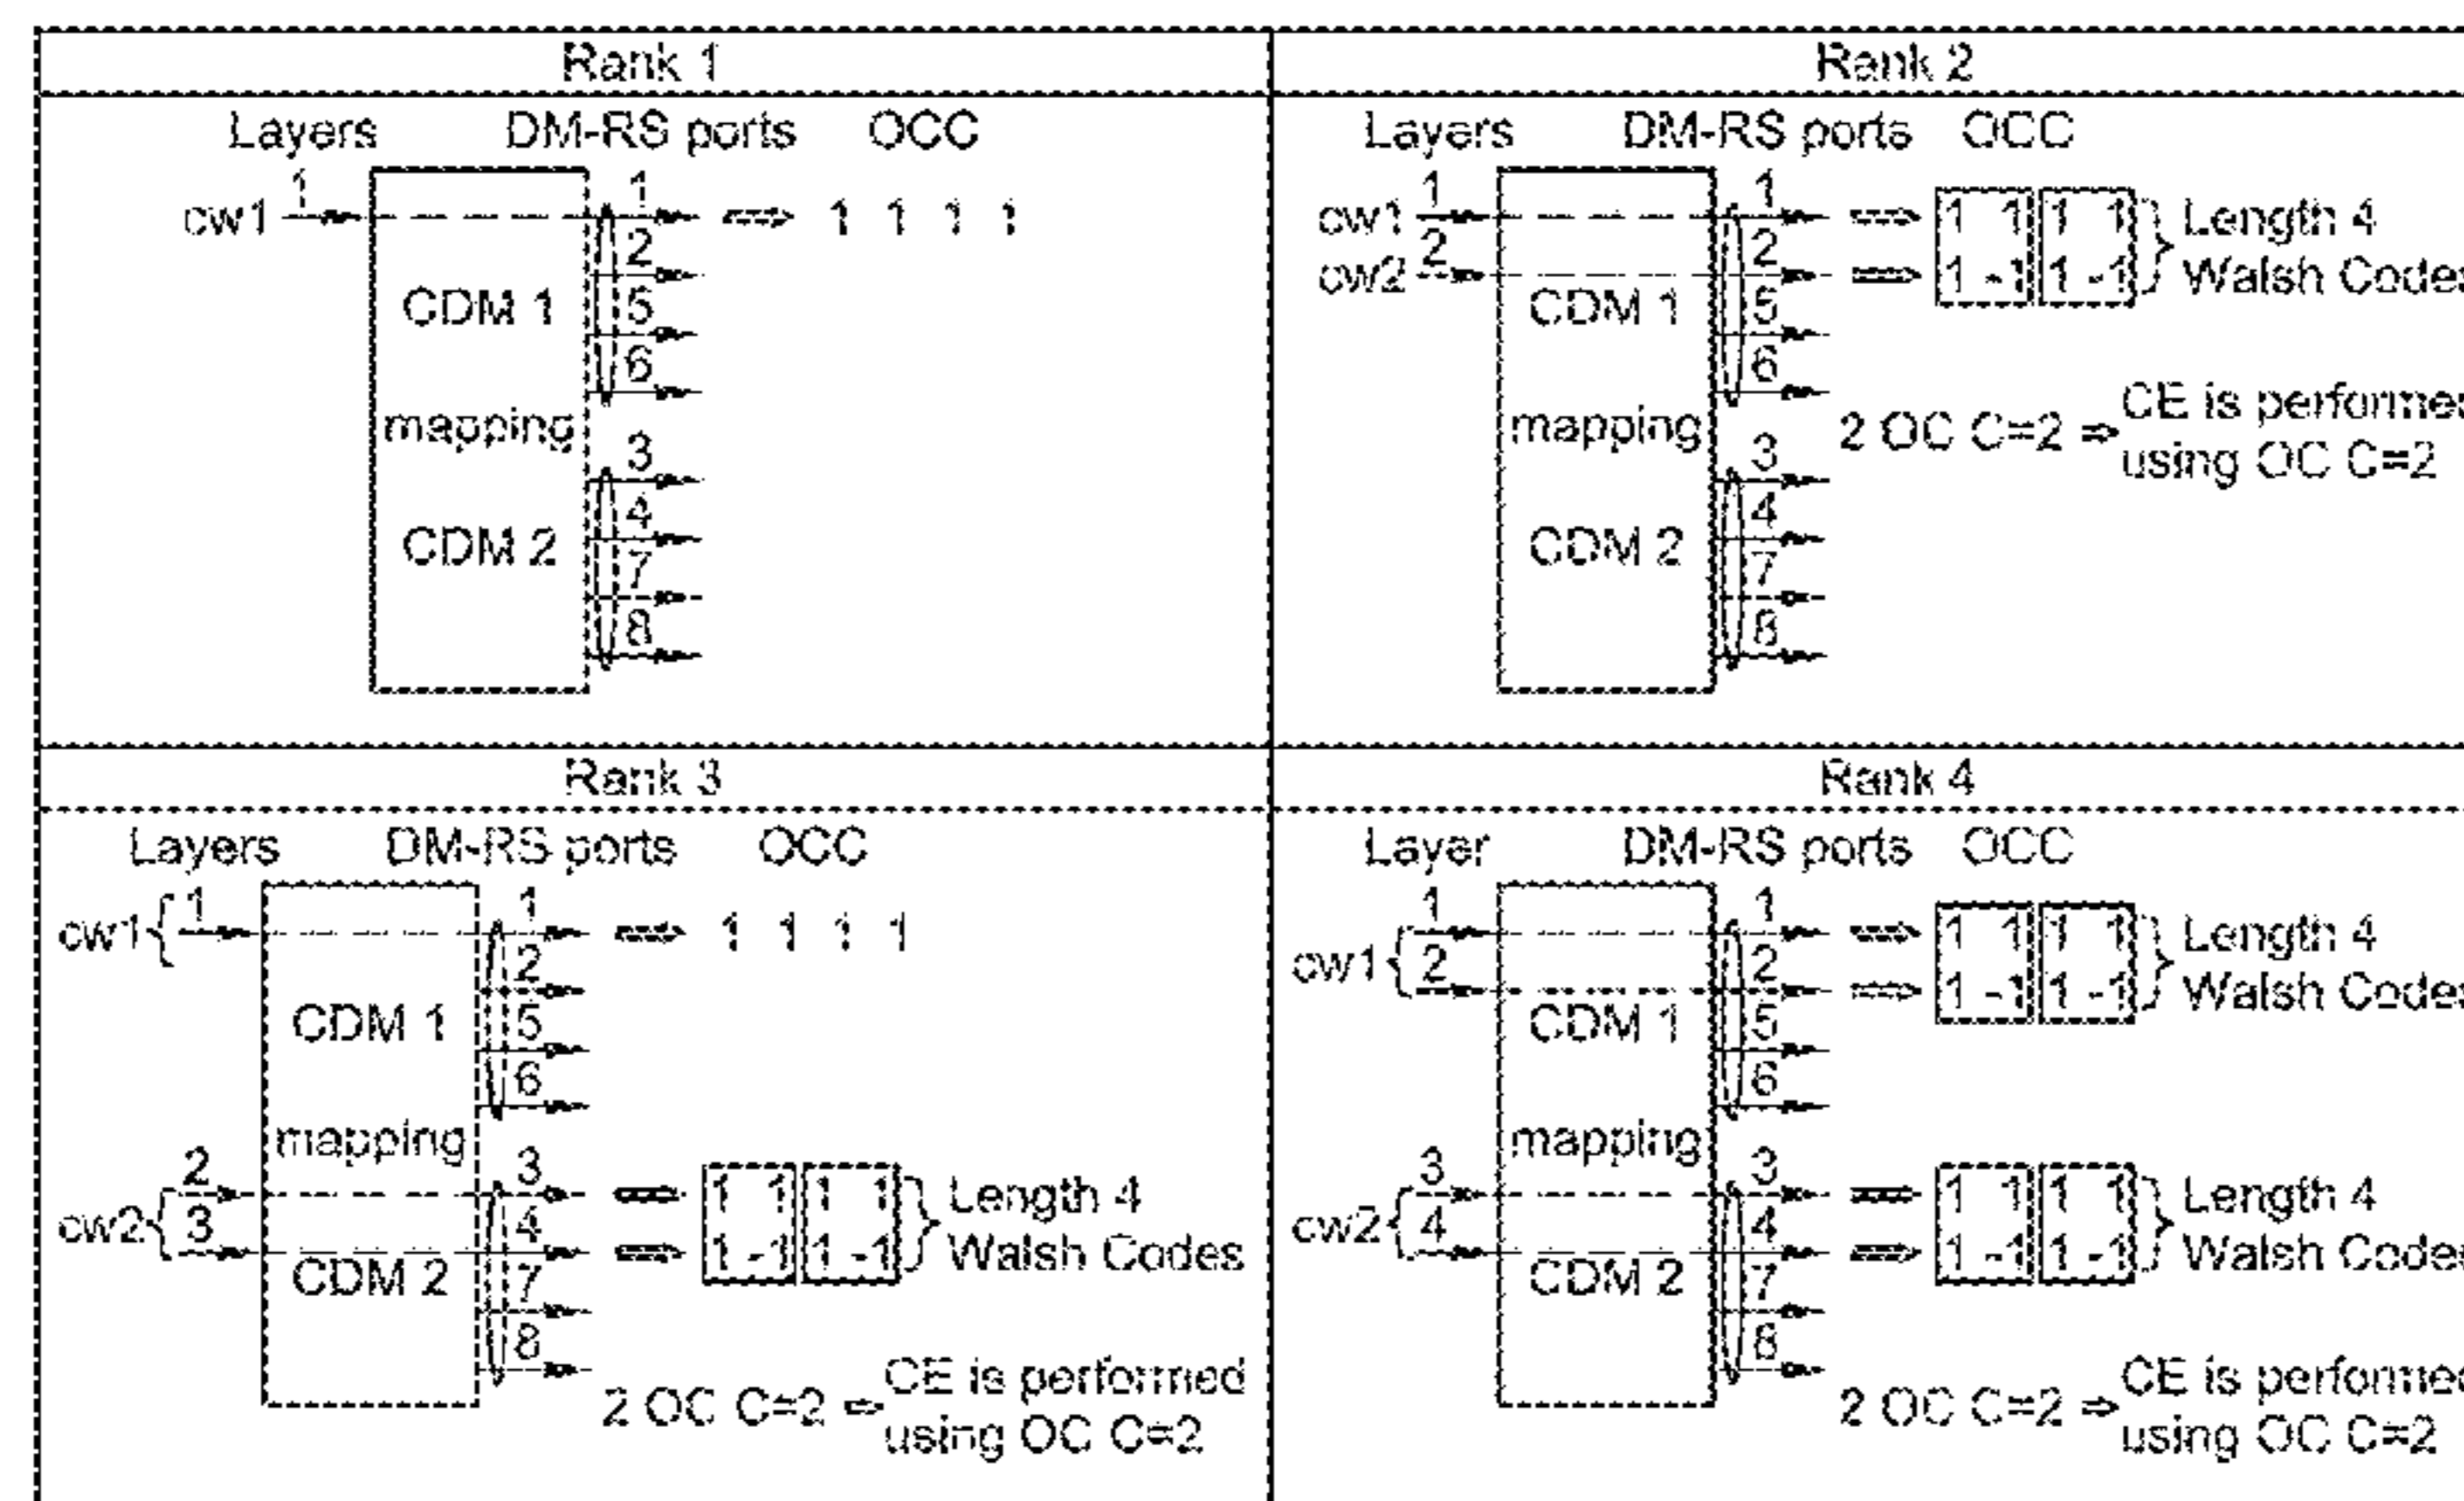 Rank 1
Layers DM-RS ports OCC
1
cw1
1
1 1 1 1
2
CDM 1
5
6
mapping
3
4
CDM 2
7
8
Rank 2
Layers DM-RS ports OCC
1
cw1
2
cw2
1
1 1 1 1
2
1 -1 1 -1
Length 4
Walsh Codes
CDM 1
5
6
mapping
2 OC C=2 ⇒ CE is performed
using OC C=2
3
4
CDM 2
7
8
Rank 3
Layers DM-RS ports OCC
cw1 { 1
1
1 1 1 1
2
CDM 1
5
6
mapping
cw2 { 2
3
3
1 1 1 1
4
1 -1 1 -1
Length 4
Walsh Codes
CDM 2
7
8
2 OC C=2 ⇒ CE is performed
using OC C=2
Rank 4
Layer DM-RS ports OCC
cw1 { 1
2
1
1 1 1 1
2
1 -1 1 -1
Length 4
Walsh Codes
CDM 1
5
6
mapping
cw2 { 3
4
3
1 1 1 1
4
1 -1 1 -1
Length 4
Walsh Codes
CDM 2
7
8
2 OC C=2 ⇒ CE is performed
using OC C=2